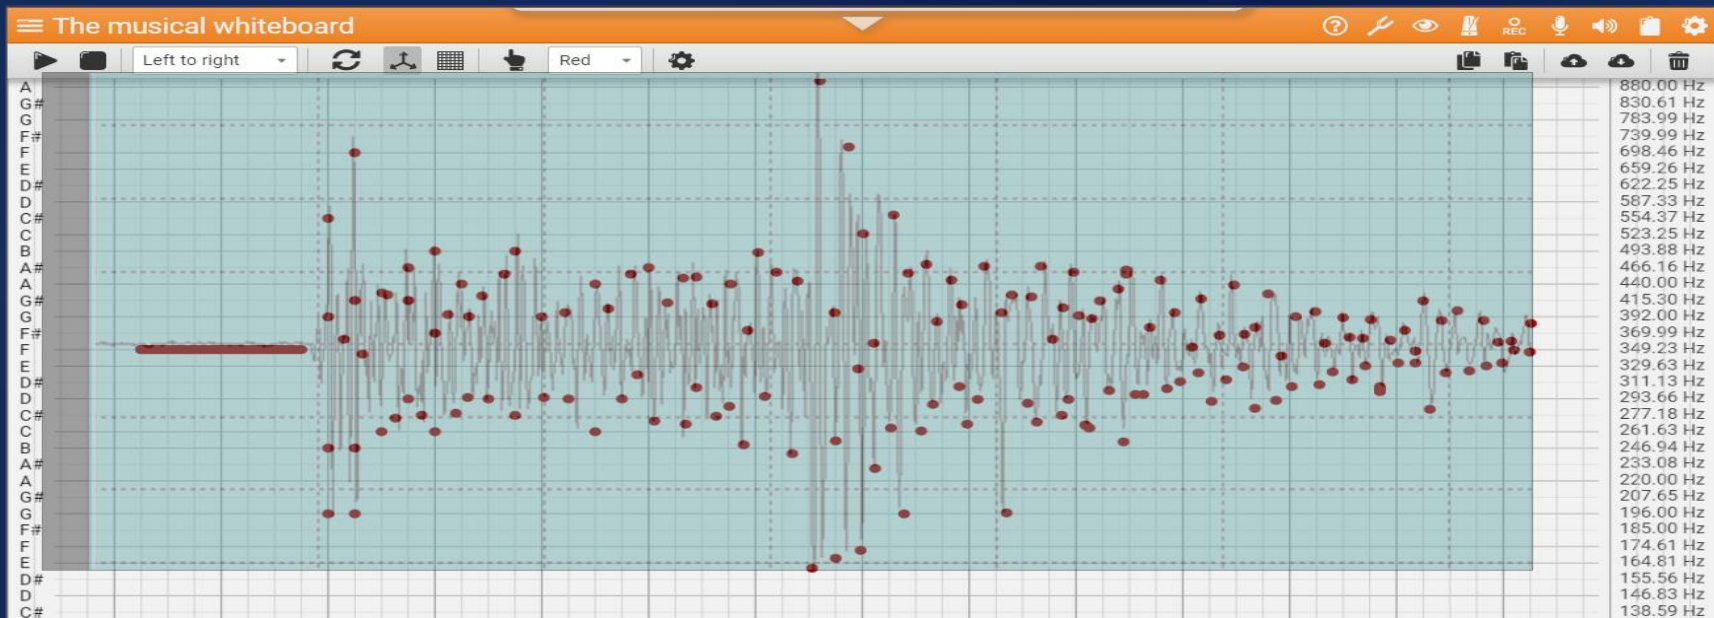 The musical whiteboard
REC
Left to right
Red
A
G#
G
F#
F
E
D#
D
C#
C
B
A#
A
G#
G
F#
F
E
D#
D
C#
C
B
A#
A
G#
G
F#
F
E
D#
D
C#
880.00 Hz
830.61 Hz
783.99 Hz
739.99 Hz
698.46 Hz
659.26 Hz
622.25 Hz
587.33 Hz
554.37 Hz
523.25 Hz
493.88 Hz
466.16 Hz
440.00 Hz
415.30 Hz
392.00 Hz
369.99 Hz
349.23 Hz
329.63 Hz
311.13 Hz
293.66 Hz
277.18 Hz
261.63 Hz
246.94 Hz
233.08 Hz
220.00 Hz
207.65 Hz
196.00 Hz
185.00 Hz
174.61 Hz
164.81 Hz
155.56 Hz
146.83 Hz
138.59 Hz